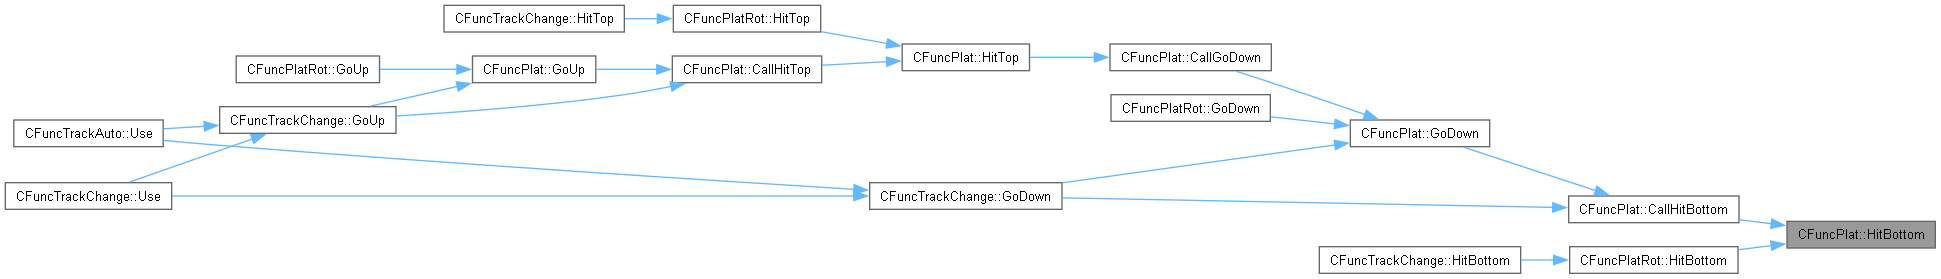 CFuncTrackChange::HitTop
CFuncPlatRot::HitTop
CFuncPlatRot::GoUp
CFuncPlat::GoUp
CFuncPlat::CallHitTop
CFuncPlat::HitTop
CFuncPlat::CallGoDown
CFuncPlatRot::GoDown
CFuncTrackChange::GoUp
CFuncTrackAuto::Use
CFuncPlat::GoDown
CFuncTrackChange::Use
CFuncTrackChange::GoDown
CFuncPlat::CallHitBottom
CFuncPlat::HitBottom
CFuncTrackChange::HitBottom
CFuncPlatRot::HitBottom